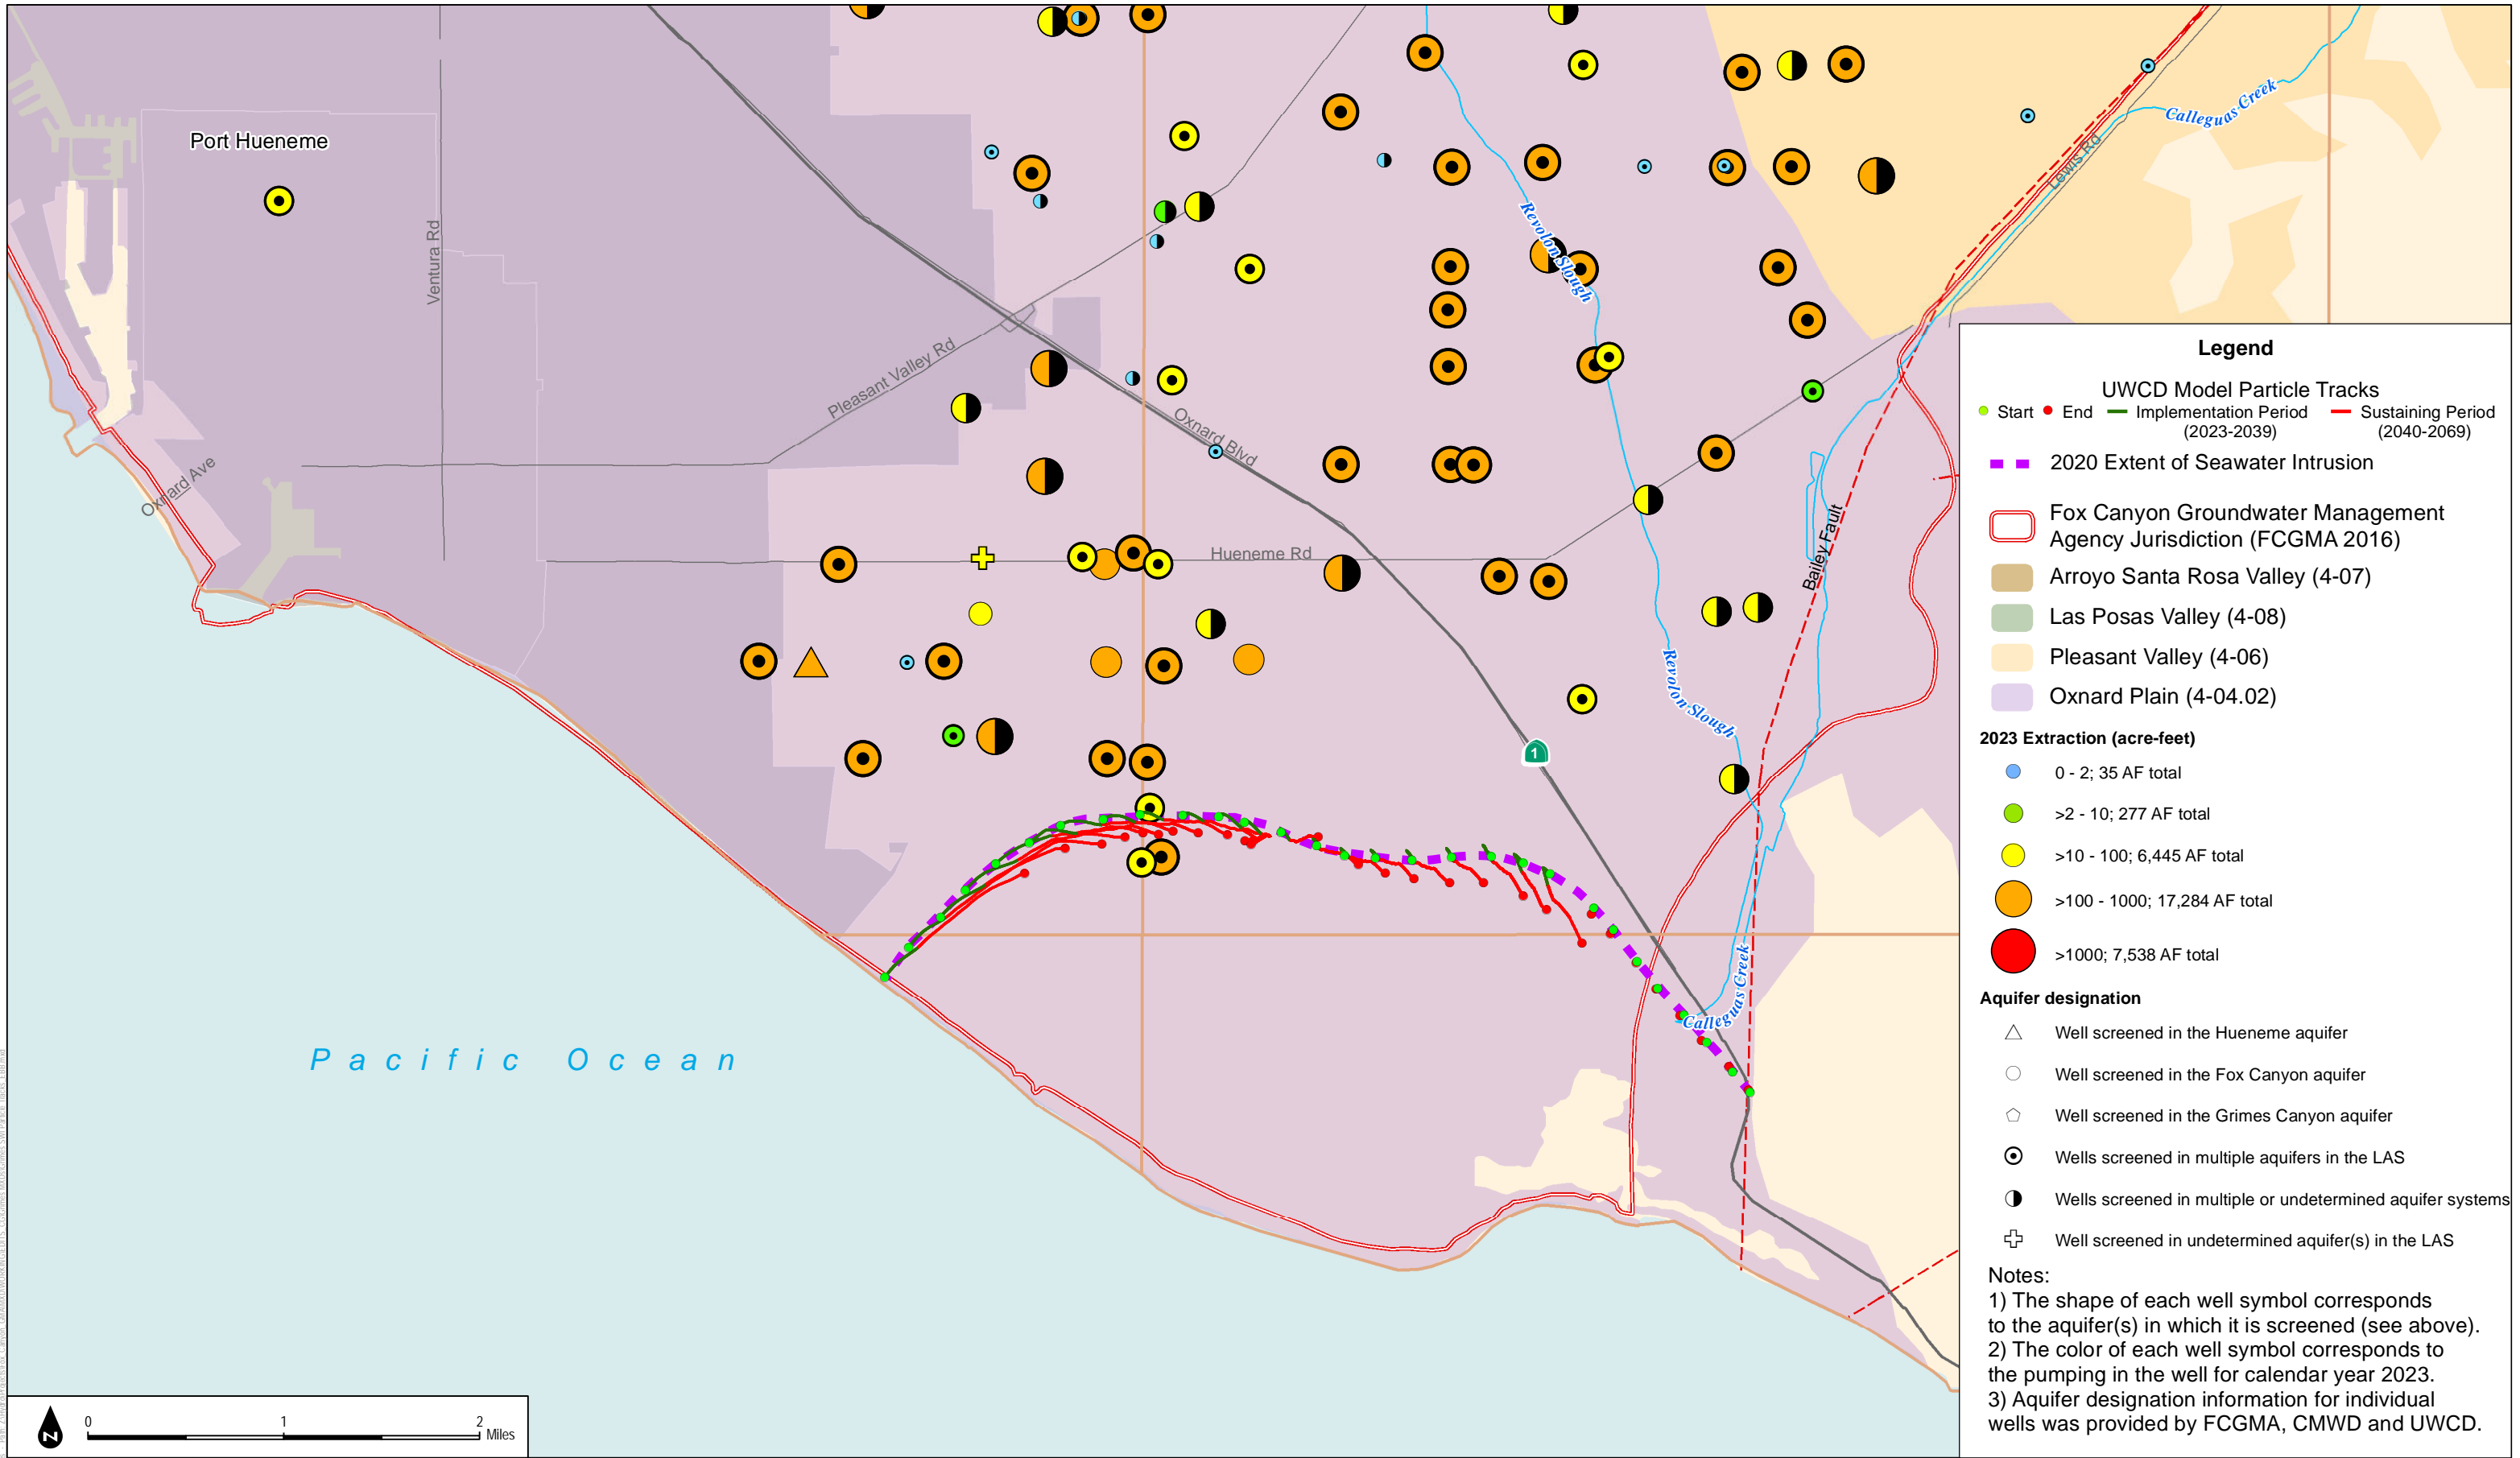 Port Hueneme
Ventura Rd
Calleguas Creek
Lewis Rd
Revolon Slough
Pleasant Valley Rd
Oxnard Blvd
Oxnard Ave
Hueneme Rd
Bailey Fault
Revolon Slough
1
Calleguas Creek
Pacific Ocean
N
0 1 2
Miles
Legend
UWCD Model Particle Tracks
Start End Implementation Period Sustaining Period
(2023-2039) (2040-2069)
2020 Extent of Seawater Intrusion
Fox Canyon Groundwater Management
Agency Jurisdiction (FCGMA 2016)
Arroyo Santa Rosa Valley (4-07)
Las Posas Valley (4-08)
Pleasant Valley (4-06)
Oxnard Plain (4-04.02)
2023 Extraction (acre-feet)
0 - 2; 35 AF total
>2 - 10; 277 AF total
>10 - 100; 6,445 AF total
>100 - 1000; 17,284 AF total
>1000; 7,538 AF total
Aquifer designation
Well screened in the Hueneme aquifer
Well screened in the Fox Canyon aquifer
Well screened in the Grimes Canyon aquifer
Wells screened in multiple aquifers in the LAS
Wells screened in multiple or undetermined aquifer systems
Well screened in undetermined aquifer(s) in the LAS
Notes:
1) The shape of each well symbol corresponds
to the aquifer(s) in which it is screened (see above).
2) The color of each well symbol corresponds to
the pumping in the well for calendar year 2023.
3) Aquifer designation information for individual
wells was provided by FCGMA, CMWD and UWCD.